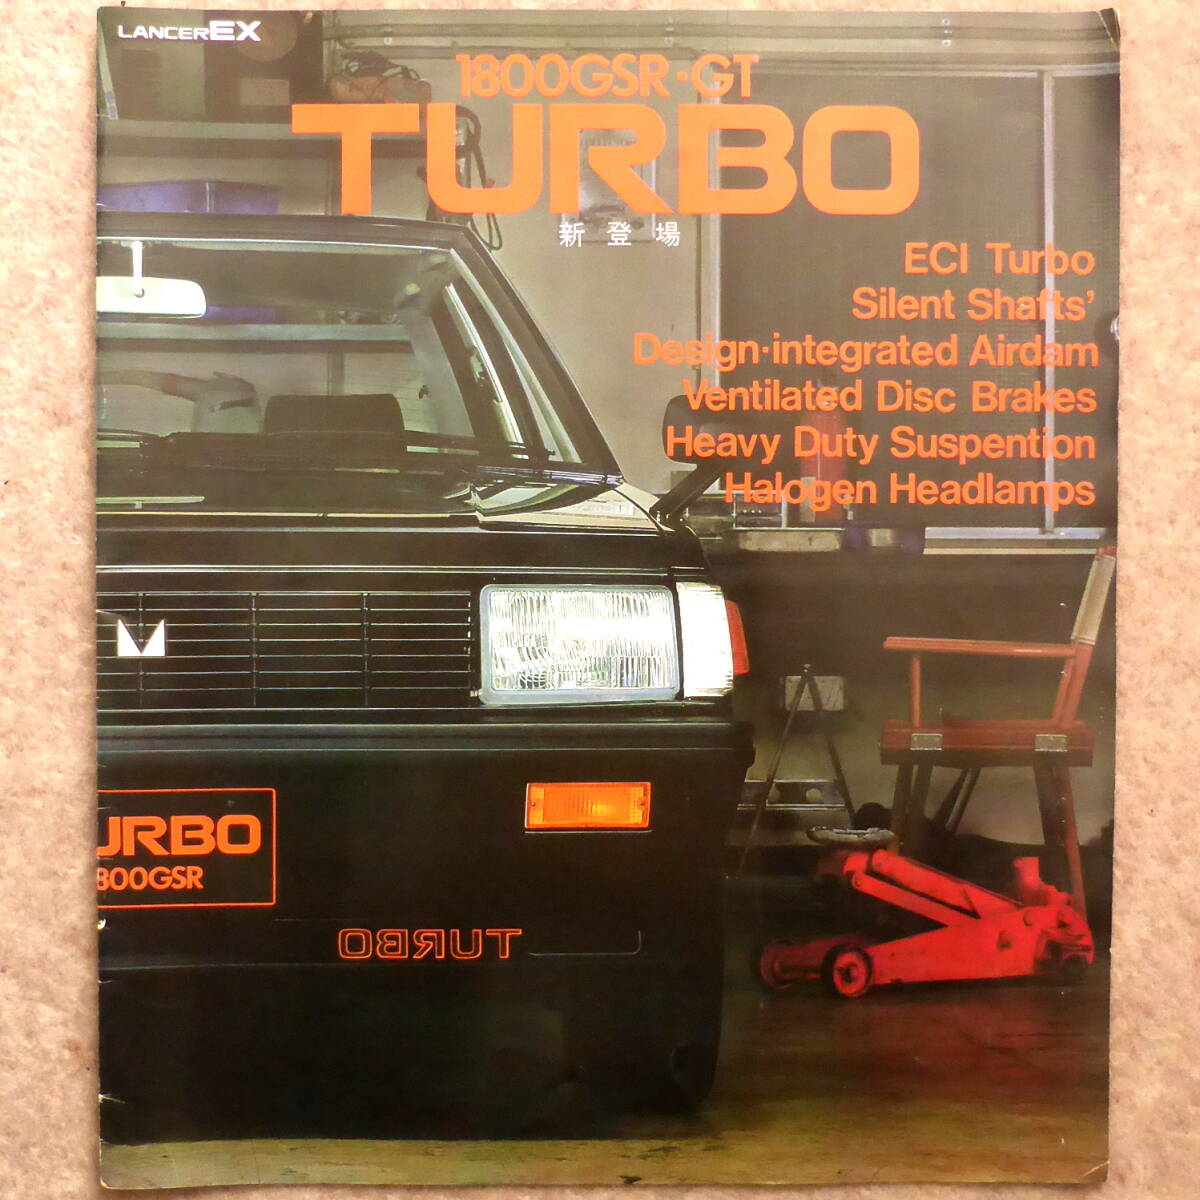 LANCER EX
1800GSR・GT
TURBO
新登場
ECI Turbo
Silent Shafts’
Design·integrated Airdam
Ventilated Disc Brakes
Heavy Duty Suspention
Halogen Headlamps
URBO
800GSR
TURBO